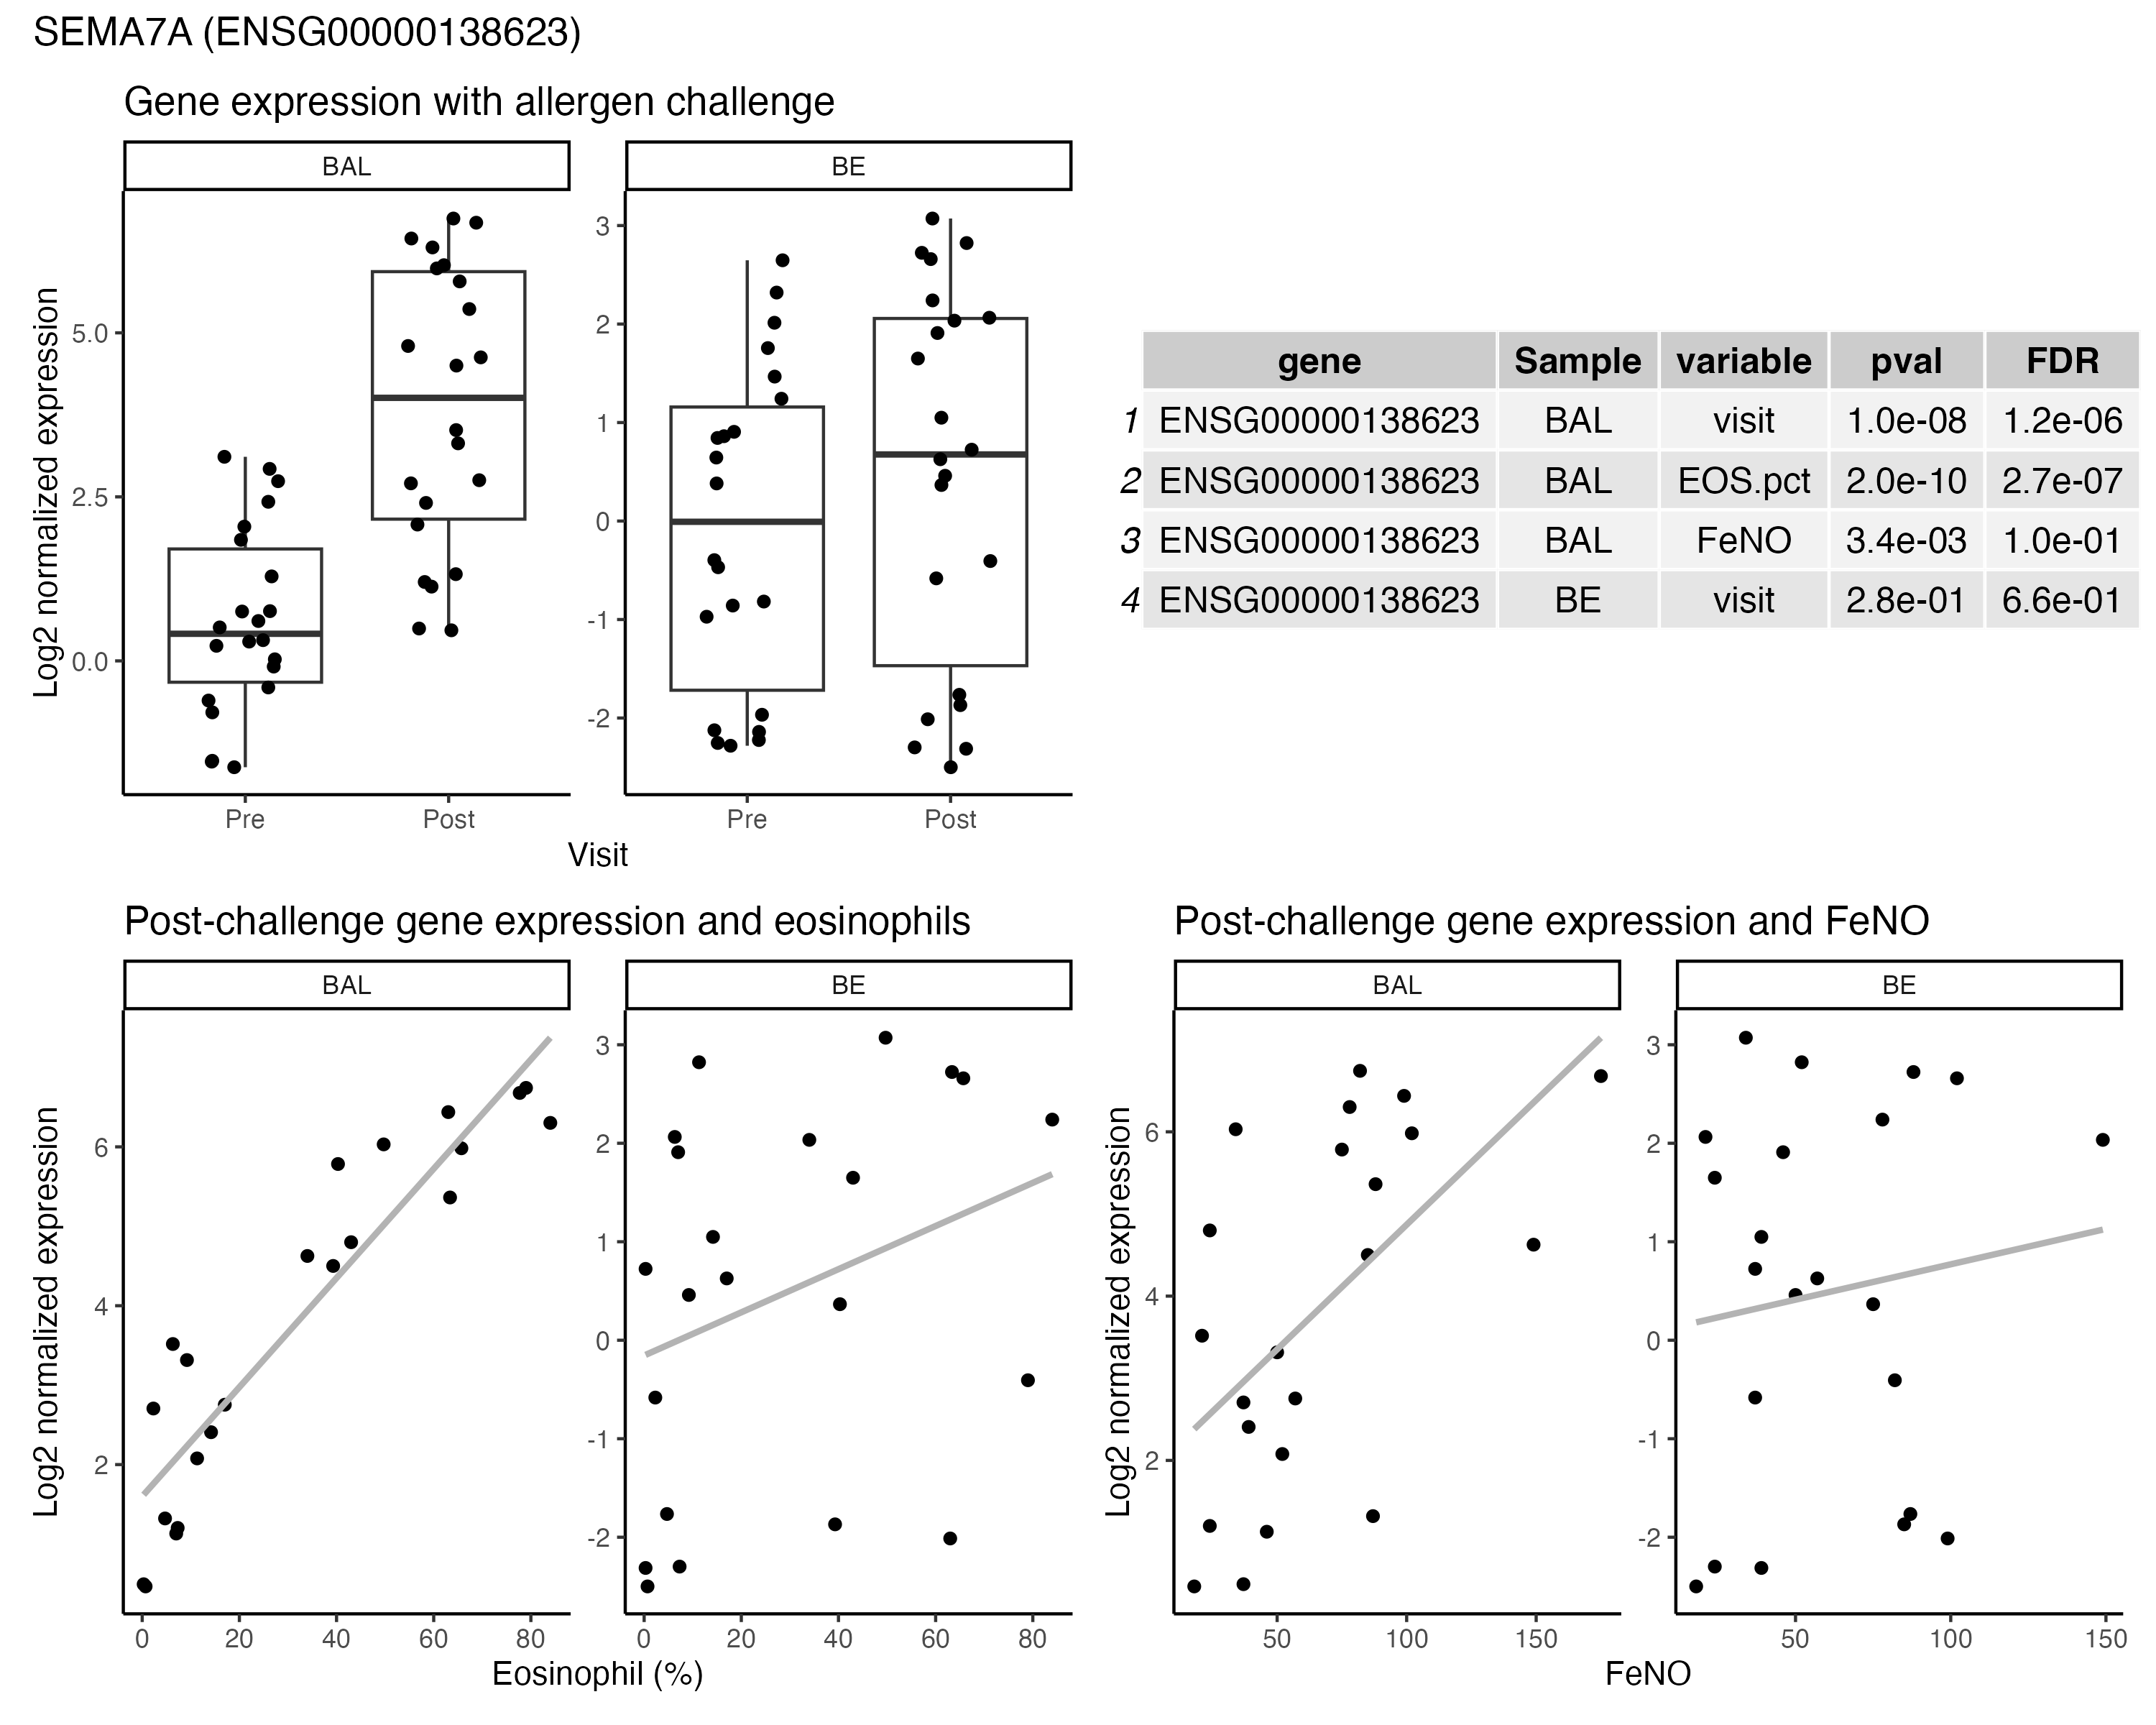 SEMA7A (ENSG00000138623)
Gene expression with allergen challenge
BAL BE
Log2 normalized expression
5.0
2.5
0.0
3
2
1
0
-1
-2
Pre Post Pre Post
Visit
gene Sample variable pval FDR
1 ENSG00000138623 BAL visit 1.0e-08 1.2e-06
2 ENSG00000138623 BAL EOS.pct 2.0e-10 2.7e-07
3 ENSG00000138623 BAL FeNO 3.4e-03 1.0e-01
4 ENSG00000138623 BE visit 2.8e-01 6.6e-01
Post-challenge gene expression and eosinophils
BAL BE
Log2 normalized expression
6
4
2
3
2
1
0
-1
-2
0 20 40 60 80 0 20 40 60 80
Eosinophil (%)
Post-challenge gene expression and FeNO
BAL BE
Log2 normalized expression
6
4
2
3
2
1
0
-1
-2
50 100 150 50 100 150
FeNO